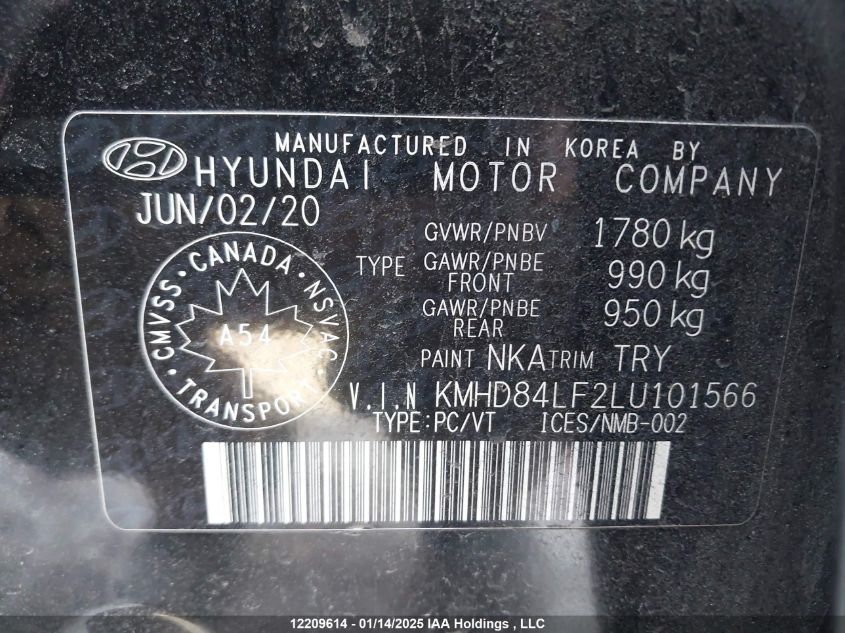 MANUFACTURED IN KOREA BY
HYUNDAI MOTOR COMPANY
JUN/02/20
GVWR/PNBV 1780 kg
TYPE GAWR/PNBE FRONT 990 kg
GAWR/PNBE REAR 950 kg
CANADA · NSVAC · TRANSPORT · CMVSS ·
A54
PAINT NKA TRIM TRY
V.I.N KMHD84LF2LU101566
TYPE:PC/VT ICES/NMB-002
12209614 - 01/14/2025 IAA Holdings , LLC